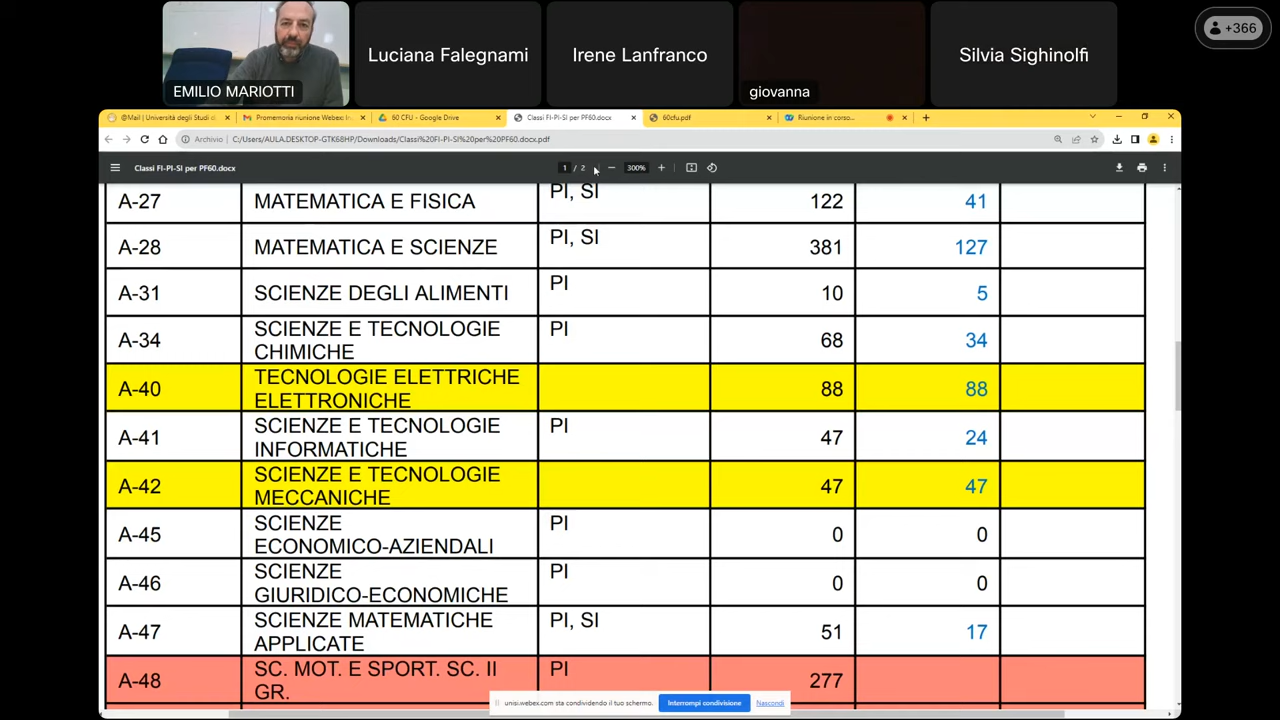 +366
EMILIO MARIOTTI
Luciana Falegnami
Irene Lanfranco
giovanna
Silvia Sighinolfi
@Mail | Università degli Studi d
Promemoria riunione Webex: In
60 CFU - Google Drive
Classi FI-PI-SI per PF60.docx
60cfu.pdf
Riunione in corso...
Archivio | C:/Users/AULA.DESKTOP-GTK68HP/Downloads/Classi%20FI-PI-SI%20per%20PF60.docx.pdf
Classi FI-PI-SI per PF60.docx
1 / 2
300%
A-27 MATEMATICA E FISICA PI, SI 122 41
A-28 MATEMATICA E SCIENZE PI, SI 381 127
A-31 SCIENZE DEGLI ALIMENTI PI 10 5
A-34 SCIENZE E TECNOLOGIE PI 68 34
CHIMICHE
A-40 TECNOLOGIE ELETTRICHE 88 88
ELETTRONICHE
A-41 SCIENZE E TECNOLOGIE PI 47 24
INFORMATICHE
A-42 SCIENZE E TECNOLOGIE 47 47
MECCANICHE
A-45 SCIENZE PI 0 0
ECONOMICO-AZIENDALI
A-46 SCIENZE PI 0 0
GIURIDICO-ECONOMICHE
A-47 SCIENZE MATEMATICHE PI, SI 51 17
APPLICATE
A-48 SC. MOT. E SPORT. SC. II PI 277
GR.
unisi.webex.com sta condividendo il tuo schermo.
Interrompi condivisione
Nascondi